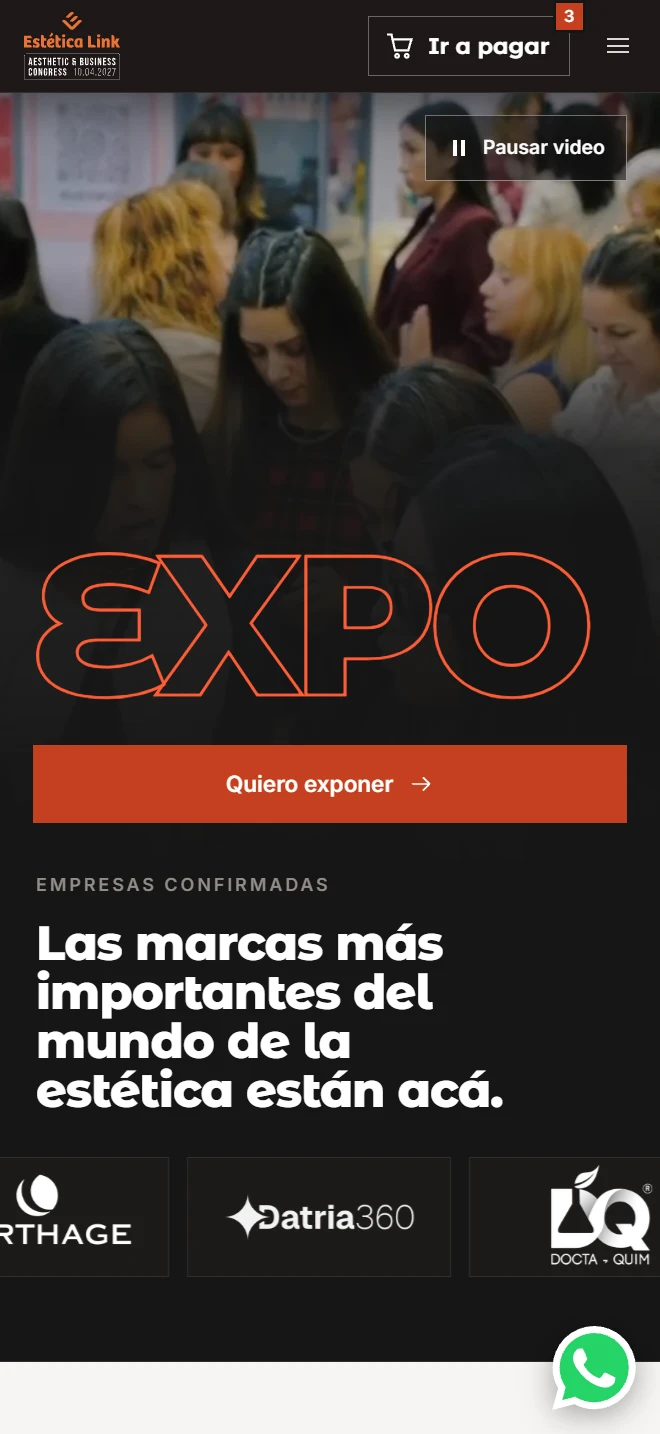 Estética Link
AESTHETIC & BUSINESS
CONGRESS 10.04.2027
Ir a pagar
3
Pausar video
EXPO
Quiero exponer
EMPRESAS CONFIRMADAS
Las marcas más
importantes del
mundo de la
estética están acá.
RTHAGE
Datria360
DQ®
DOCTA - QUIM